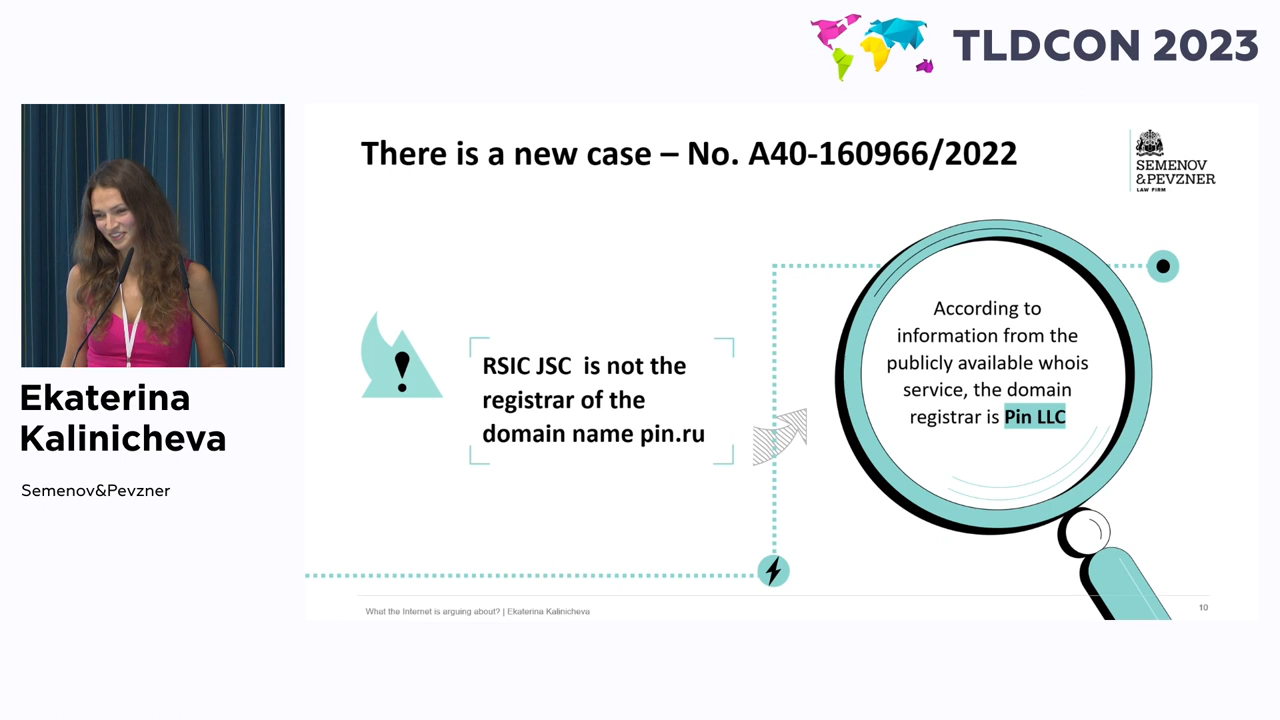 TLDCON 2023
There is a new case – No. A40-160966/2022
SEMENOV
&PEVZNER
LAW FIRM
RSIC JSC is not the
registrar of the
domain name pin.ru
According to
information from the
publicly available whois
service, the domain
registrar is Pin LLC
Ekaterina
Kalinicheva
Semenov&Pevzner
What the Internet is arguing about? | Ekaterina Kalinicheva
10